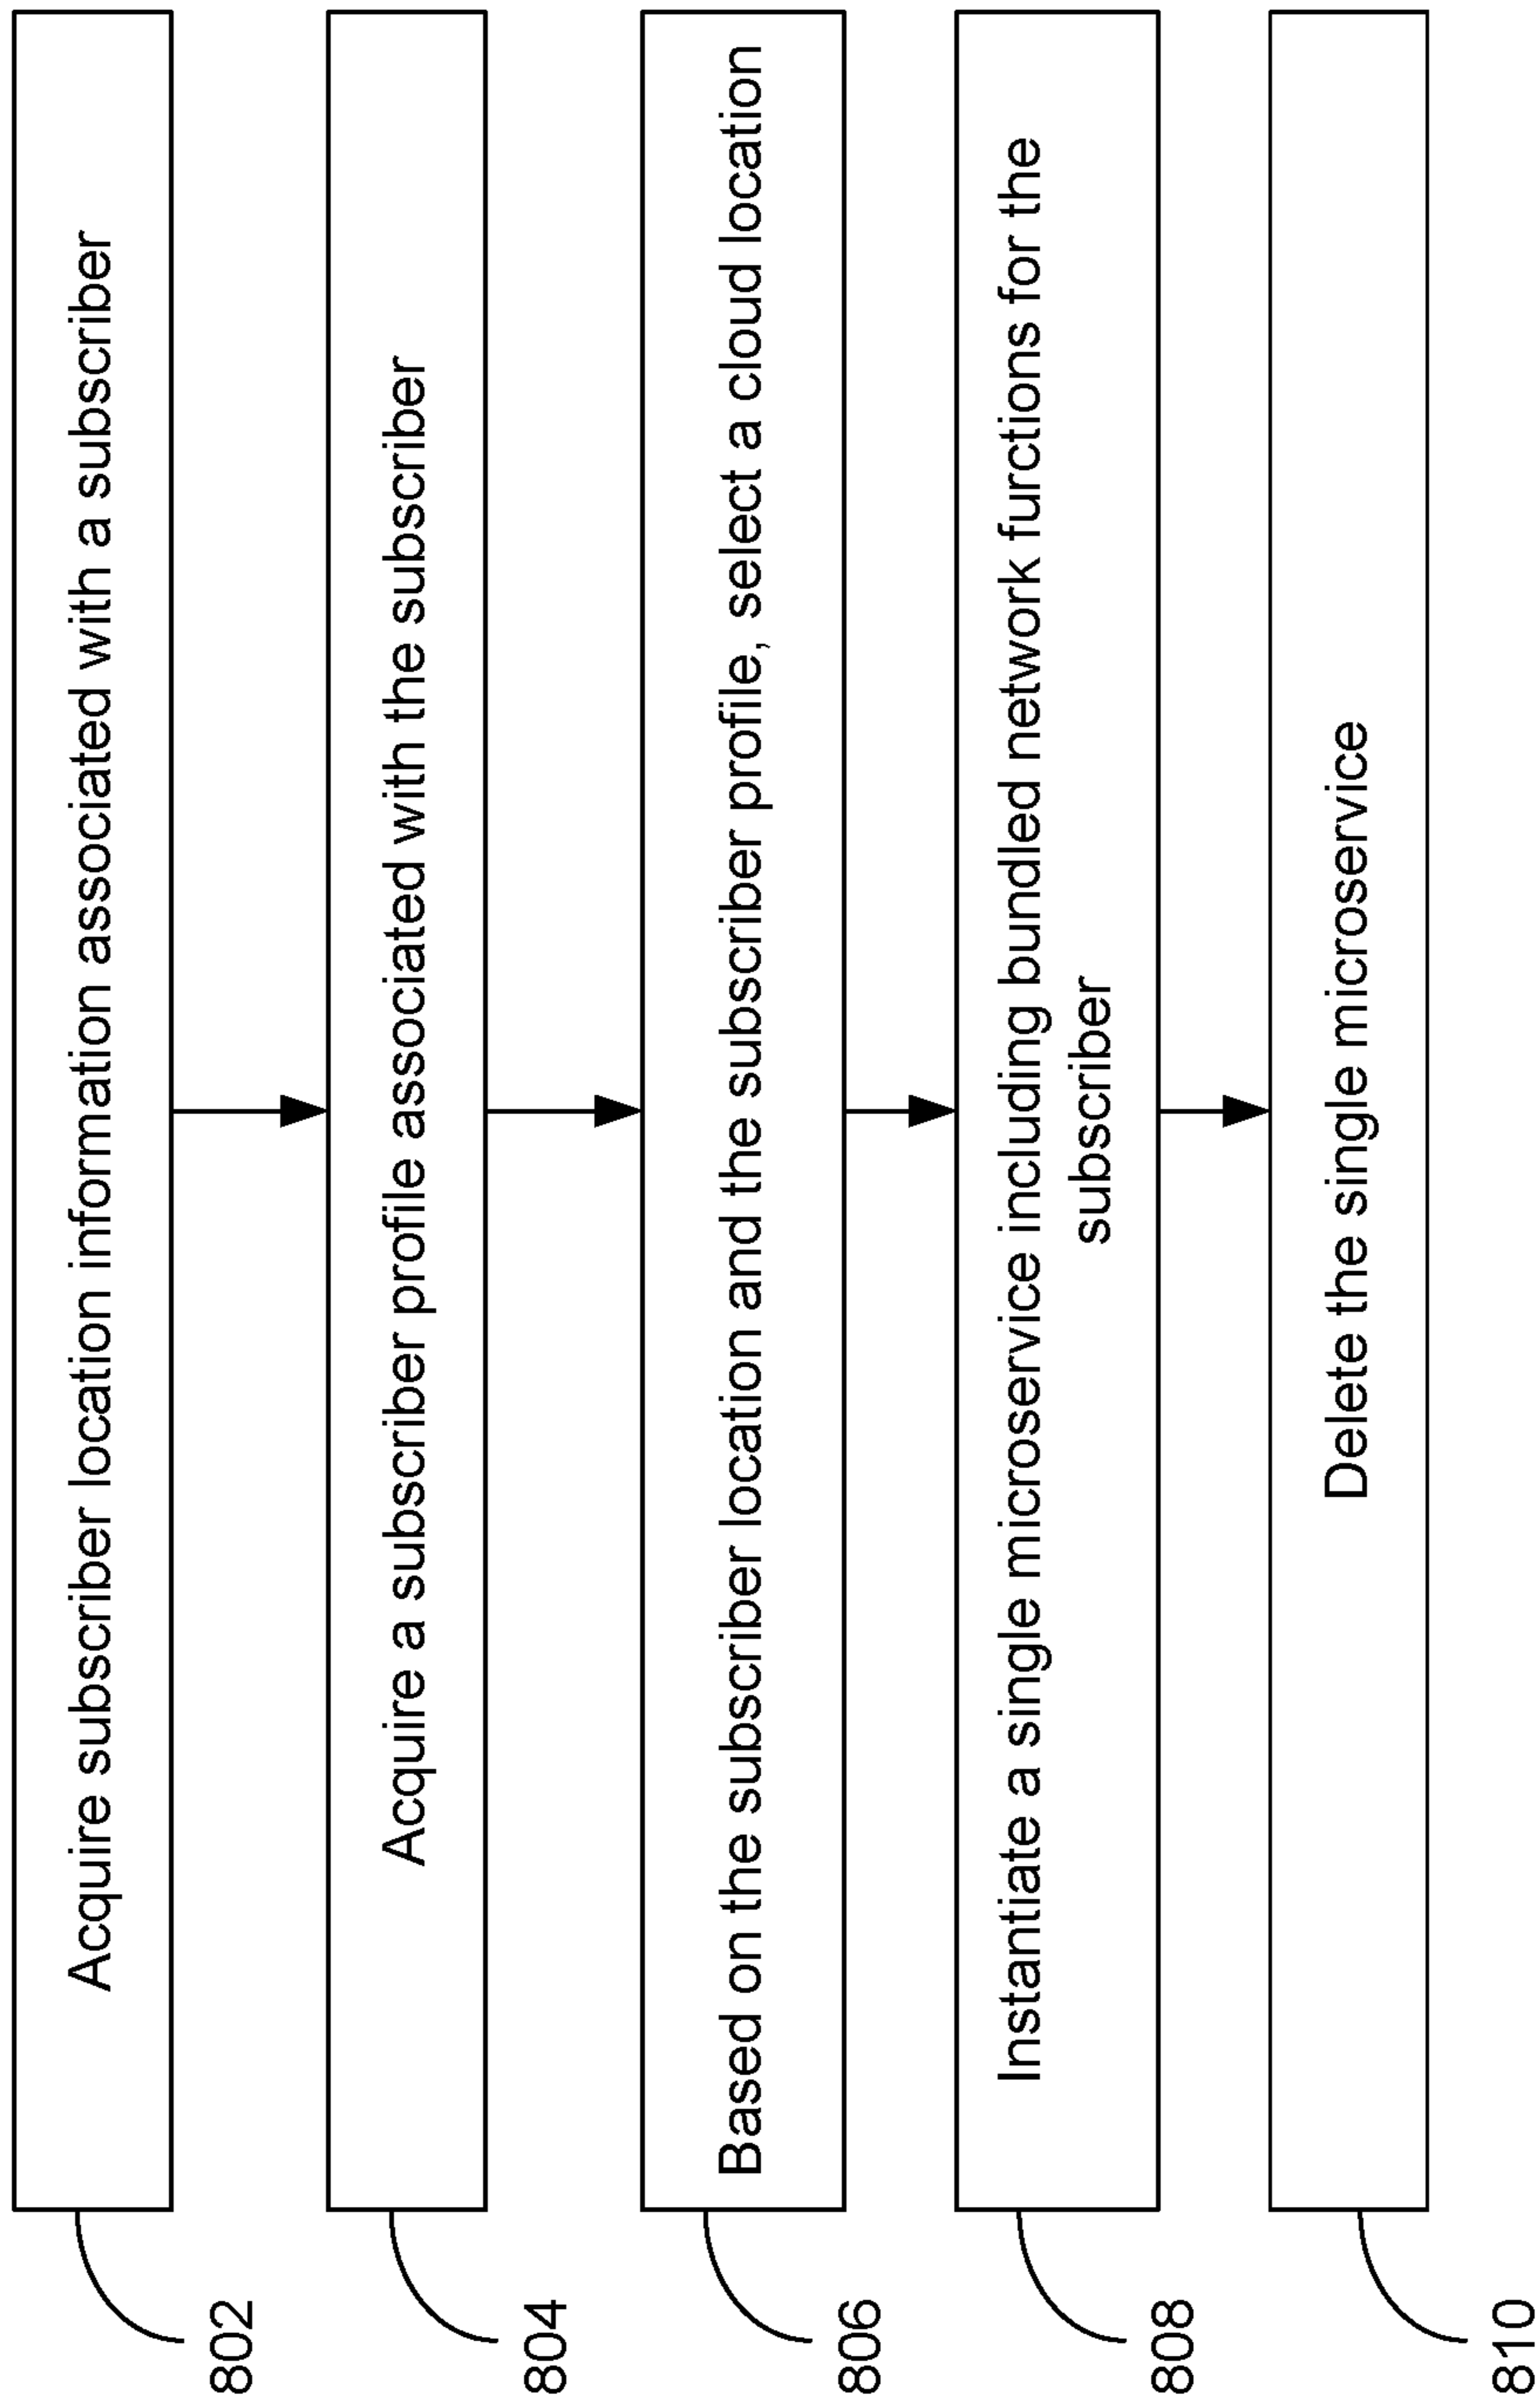 802
Acquire subscriber location information associated with a subscriber
804
Acquire a subscriber profile associated with the subscriber
806
Based on the subscriber location and the subscriber profile, select a cloud location
808
Instantiate a single microservice including bundled network furctions for the
subscriber
810
Delete the single microservice